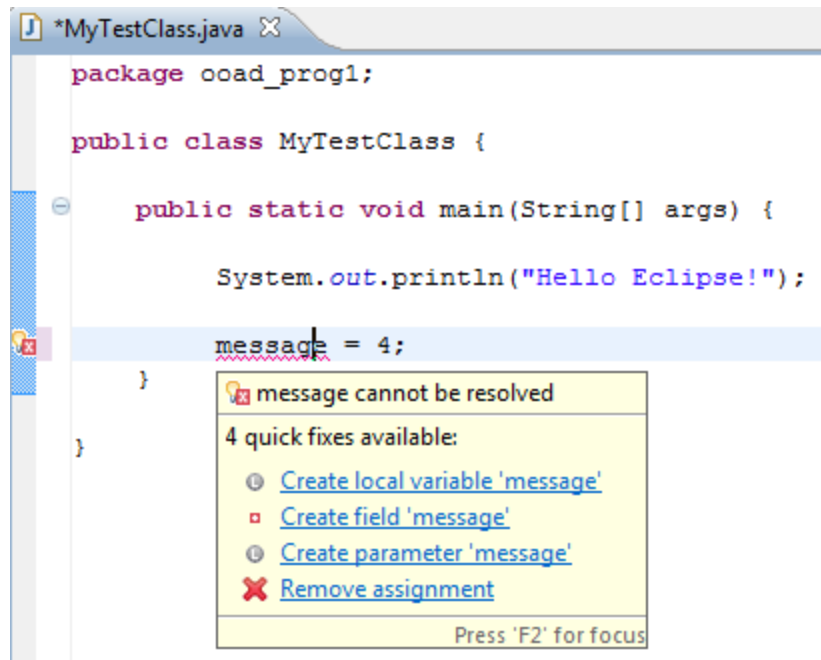 *MyTestClass.java
package ooad_prog1;
public class MyTestClass {
public static void main(String[] args) {
System.out.println("Hello Eclipse!");
message = 4;
}
message cannot be resolved
4 quick fixes available:
}
Create local variable 'message'
Create field 'message'
Create parameter 'message'
Remove assignment
Press 'F2' for focus